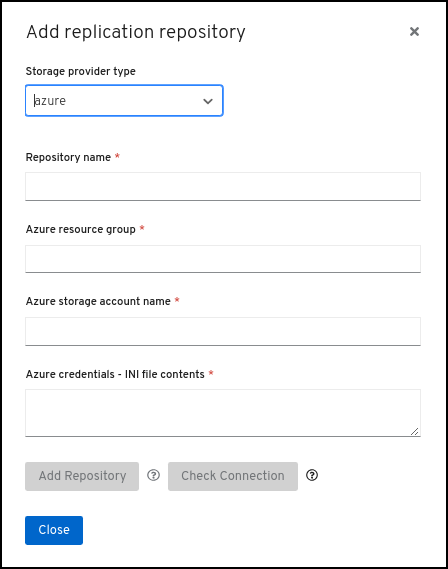 Add replication repository
Storage provider type
azure
Repository name *
Azure resource group *
Azure storage account name *
Azure credentials - INI file contents *
Add Repository ? Check Connection ?
Close